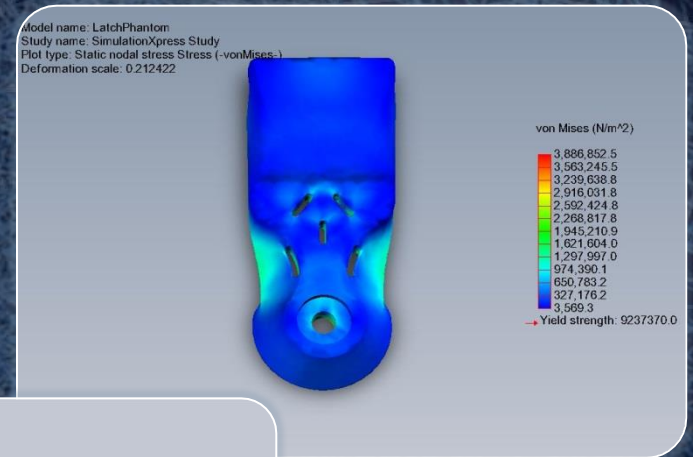 Model name: LatchPhantom
Study name: SimulationXpress Study
Plot type: Static nodal stress Stress (-vonMises-)
Deformation scale: 0.212422
von Mises (N/m^2)
3,886,852.5
3,563,245.5
3,239,638.8
2,916,031.8
2,592,424.8
2,268,817.8
1,945,210.9
1,621,604.0
1,297,997.0
974,390.1
650,783.2
327,176.2
3,569.3
Yield strength: 9237370.0